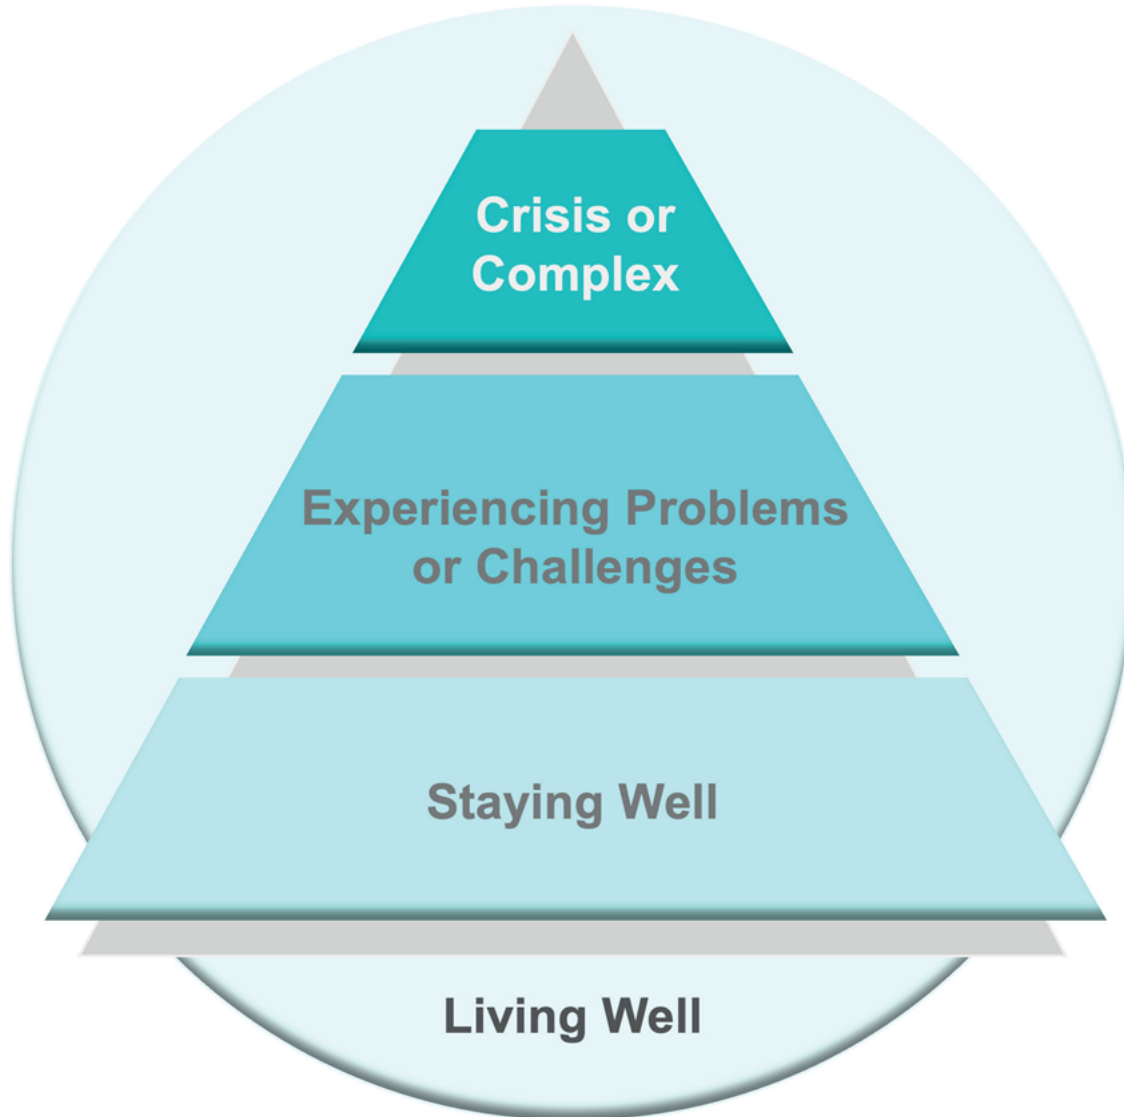 Crisis or
Complex
Experiencing Problems
or Challenges
Staying Well
Living Well